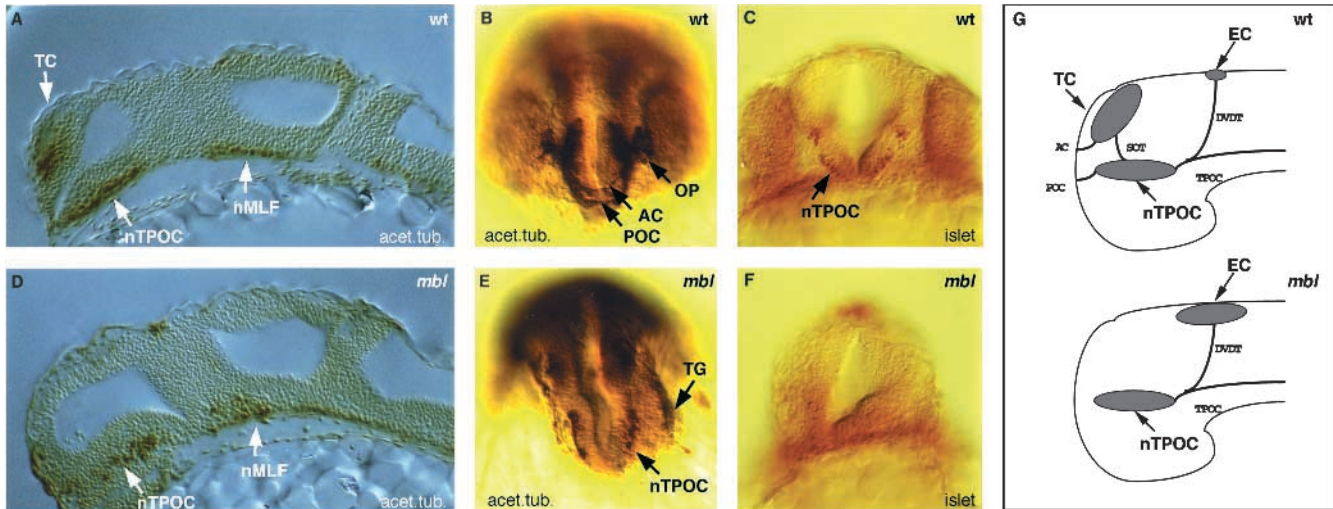 A
wt
TC
nTPOC
nMLF
acet.tub.
B
wt
OP
AC
POC
acet.tub.
C
wt
nTPOC
islet
D
mbl
nTPOC
nMLF
acet.tub.
E
mbl
TG
nTPOC
acet.tub.
F
mbl
islet
G
wt
EC
TC
DVDT
AC
SOT
POC
TPOC
nTPOC
mbl
EC
DVDT
TPOC
nTPOC